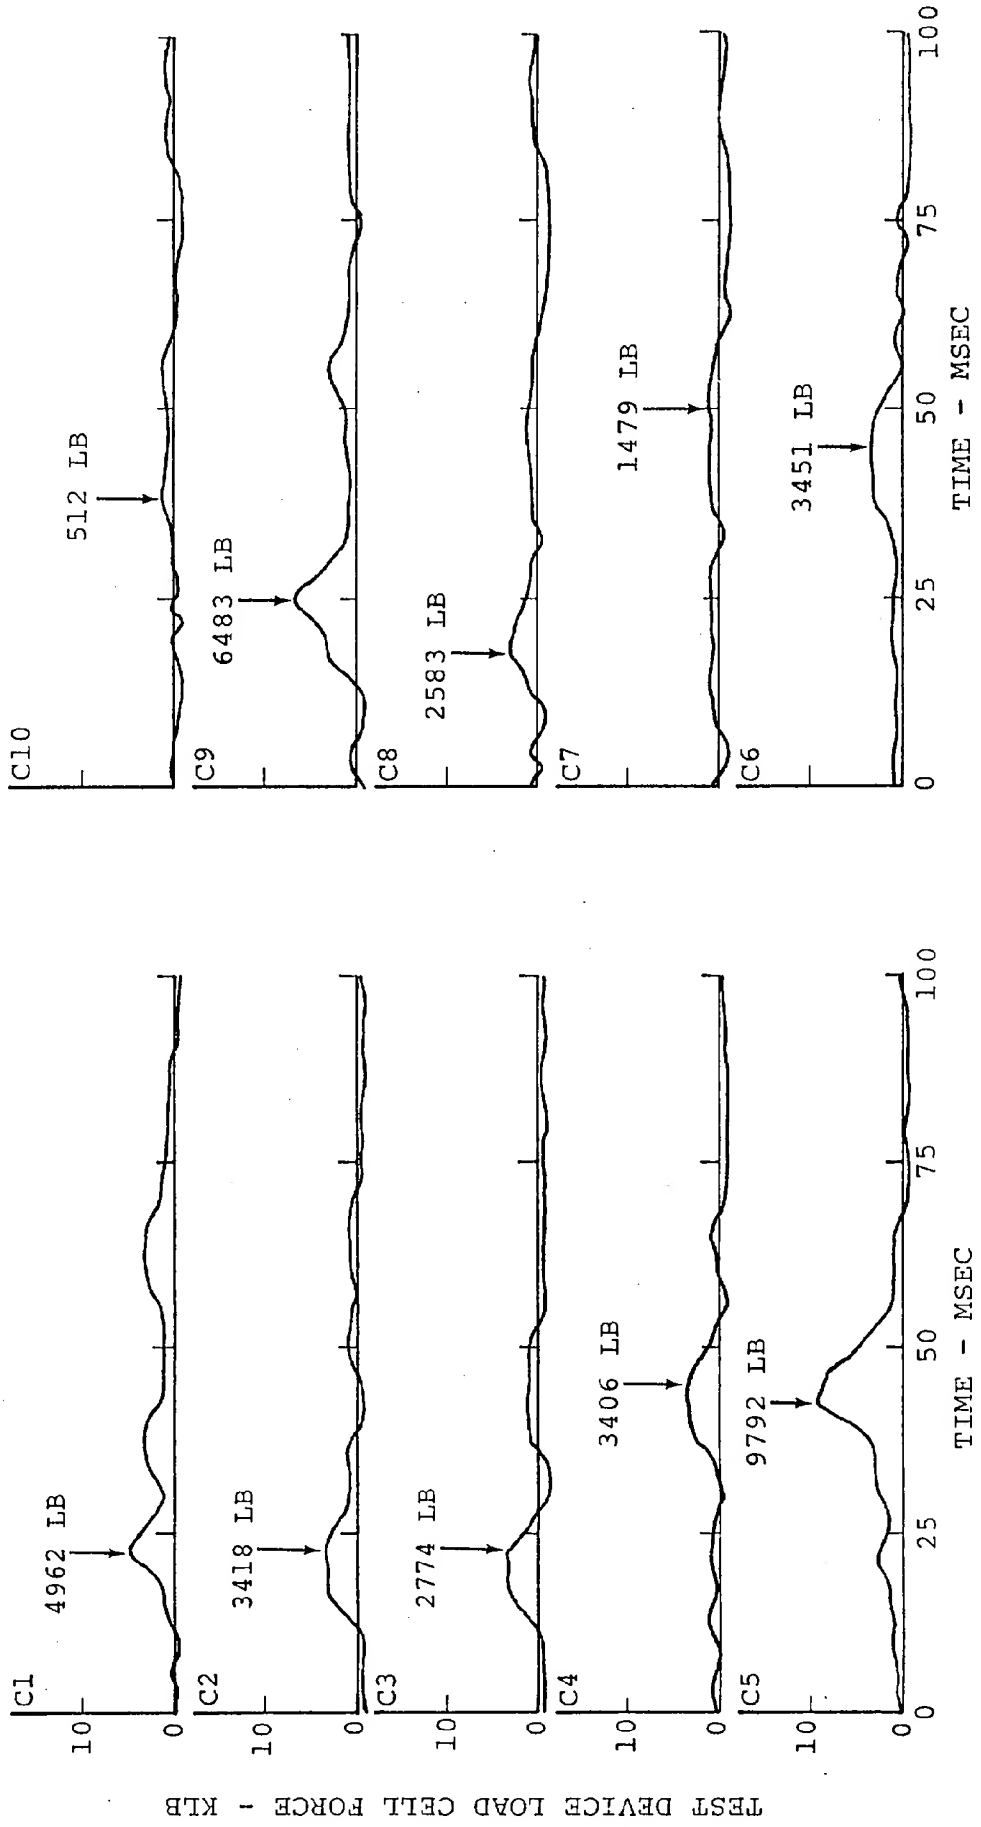 TEST DEVICE LOAD CELL FORCE - KLB
C1
10
0
4962 LB
C2
10
0
3418 LB
C3
10
0
2774 LB
C4
10
0
3406 LB
C5
10
0
9792 LB
0 25 50 75 100
TIME - MSEC
C10
512 LB
C9
6483 LB
C8
2583 LB
C7
1479 LB
C6
3451 LB
0 25 50 75 100
TIME - MSEC